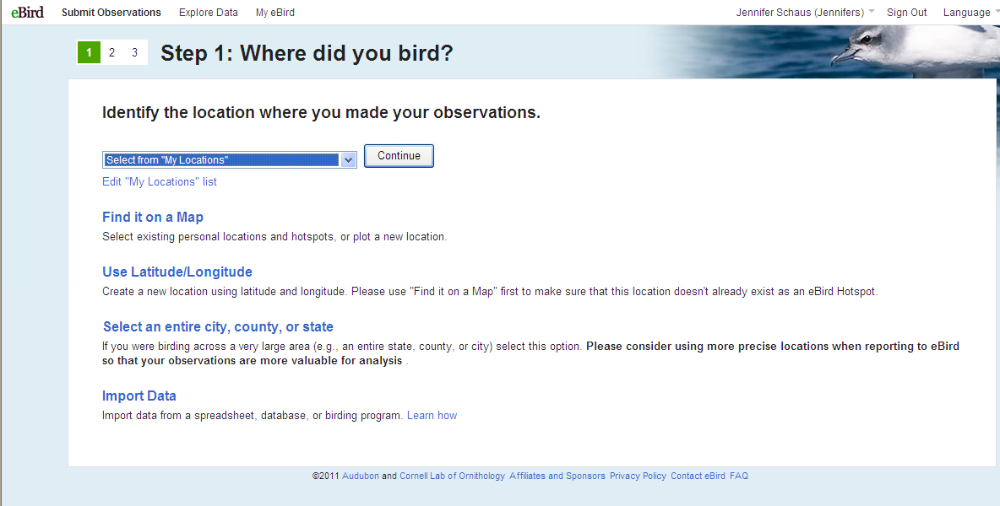 eBird Submit Observations Explore Data My eBird Jennifer Schaus (Jennifers) Sign Out Language
1 2 3 Step 1: Where did you bird?
Identify the location where you made your observations.
Select from "My Locations" Continue
Edit "My Locations" list
Find it on a Map
Select existing personal locations and hotspots, or plot a new location.
Use Latitude/Longitude
Create a new location using latitude and longitude. Please use "Find it on a Map" first to make sure that this location doesn't already exist as an eBird Hotspot.
Select an entire city, county, or state
If you were birding across a very large area (e.g., an entire state, county, or city) select this option. Please consider using more precise locations when reporting to eBird
so that your observations are more valuable for analysis .
Import Data
Import data from a spreadsheet, database, or birding program. Learn how
©2011 Audubon and Cornell Lab of Ornithology Affiliates and Sponsors Privacy Policy Contact eBird FAQ